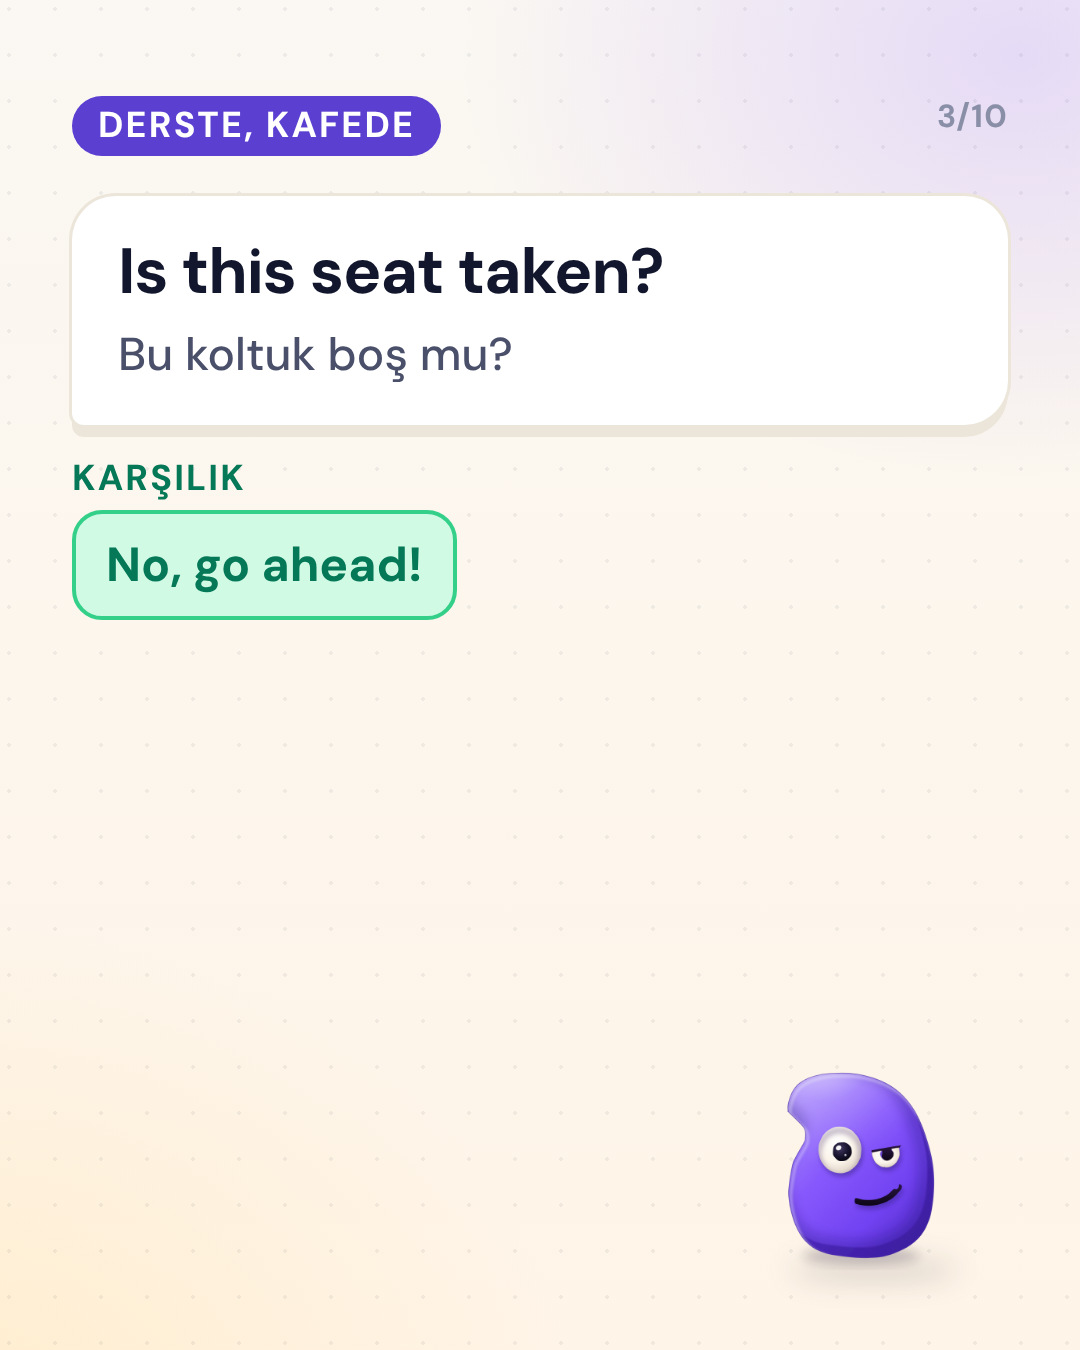 DERSTE, KAFEDE
3/10
Is this seat taken?
Bu koltuk boş mu?
KARŞILIK
No, go ahead!